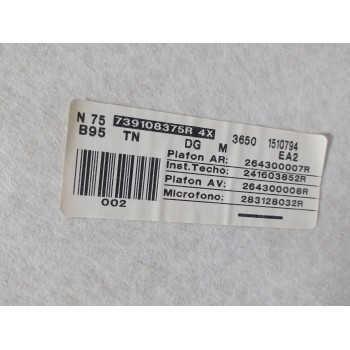 N 75 739108375R 4X
B95 TN DG M 3650 1510794
EA2
Plafon AR: 264300007R
Inst.Techo: 241603852R
Plafon AV: 264300008R
Microfono: 283128032R
002